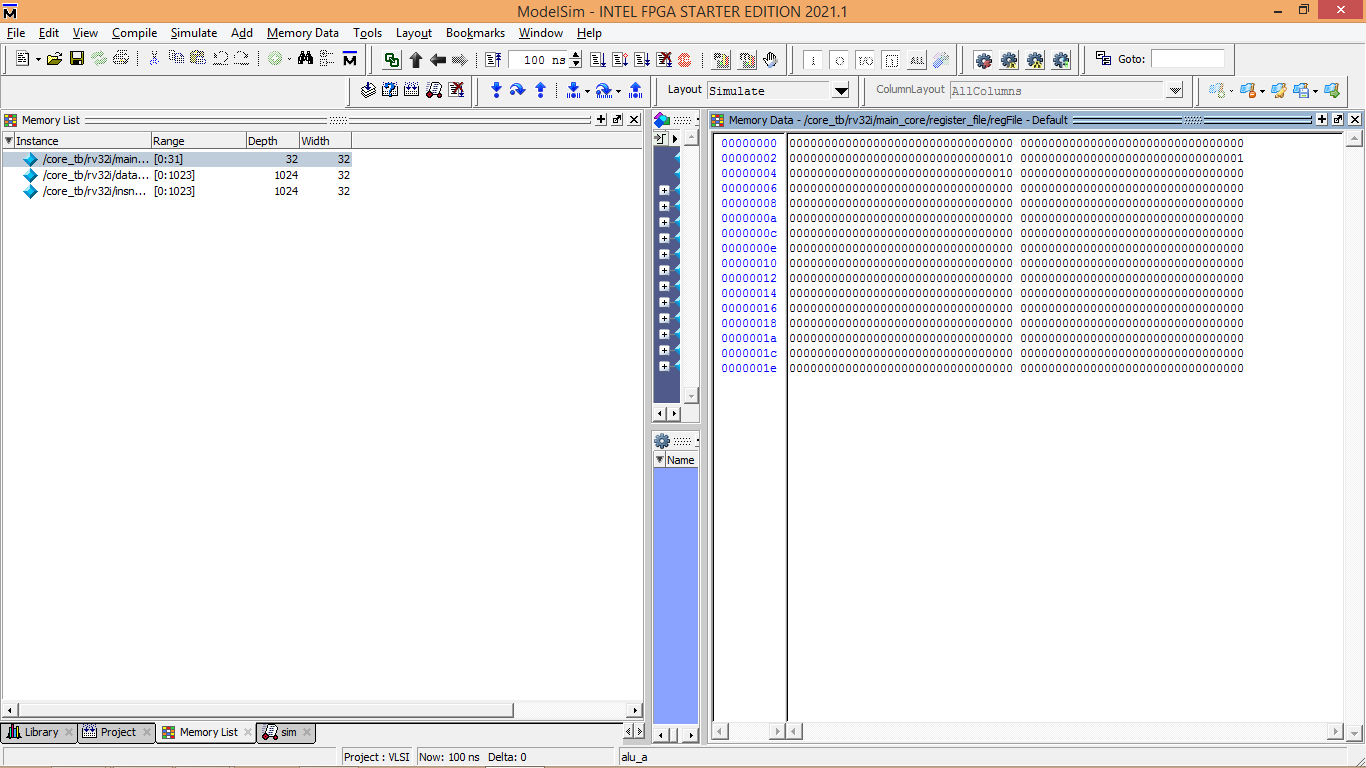 ModelSim - INTEL FPGA STARTER EDITION 2021.1
File Edit View Compile Simulate Add Memory Data Tools Layout Bookmarks Window Help
100 ns
Goto:
Layout Simulate
ColumnLayout AllColumns
Memory List
Instance Range Depth Width
/core_tb/rv32i/main... [0:31] 32 32
/core_tb/rv32i/data... [0:1023] 1024 32
/core_tb/rv32i/insn... [0:1023] 1024 32
Name
Memory Data - /core_tb/rv32i/main_core/register_file/regFile - Default
00000000 00000000000000000000000000000000 00000000000000000000000000000000
00000002 00000000000000000000000000000010 00000000000000000000000000000001
00000004 00000000000000000000000000000010 00000000000000000000000000000000
00000006 00000000000000000000000000000000 00000000000000000000000000000000
00000008 00000000000000000000000000000000 00000000000000000000000000000000
0000000a 00000000000000000000000000000000 00000000000000000000000000000000
0000000c 00000000000000000000000000000000 00000000000000000000000000000000
0000000e 00000000000000000000000000000000 00000000000000000000000000000000
00000010 00000000000000000000000000000000 00000000000000000000000000000000
00000012 00000000000000000000000000000000 00000000000000000000000000000000
00000014 00000000000000000000000000000000 00000000000000000000000000000000
00000016 00000000000000000000000000000000 00000000000000000000000000000000
00000018 00000000000000000000000000000000 00000000000000000000000000000000
0000001a 00000000000000000000000000000000 00000000000000000000000000000000
0000001c 00000000000000000000000000000000 00000000000000000000000000000000
0000001e 00000000000000000000000000000000 00000000000000000000000000000000
Library Project Memory List sim
Project : VLSI Now: 100 ns Delta: 0 alu_a